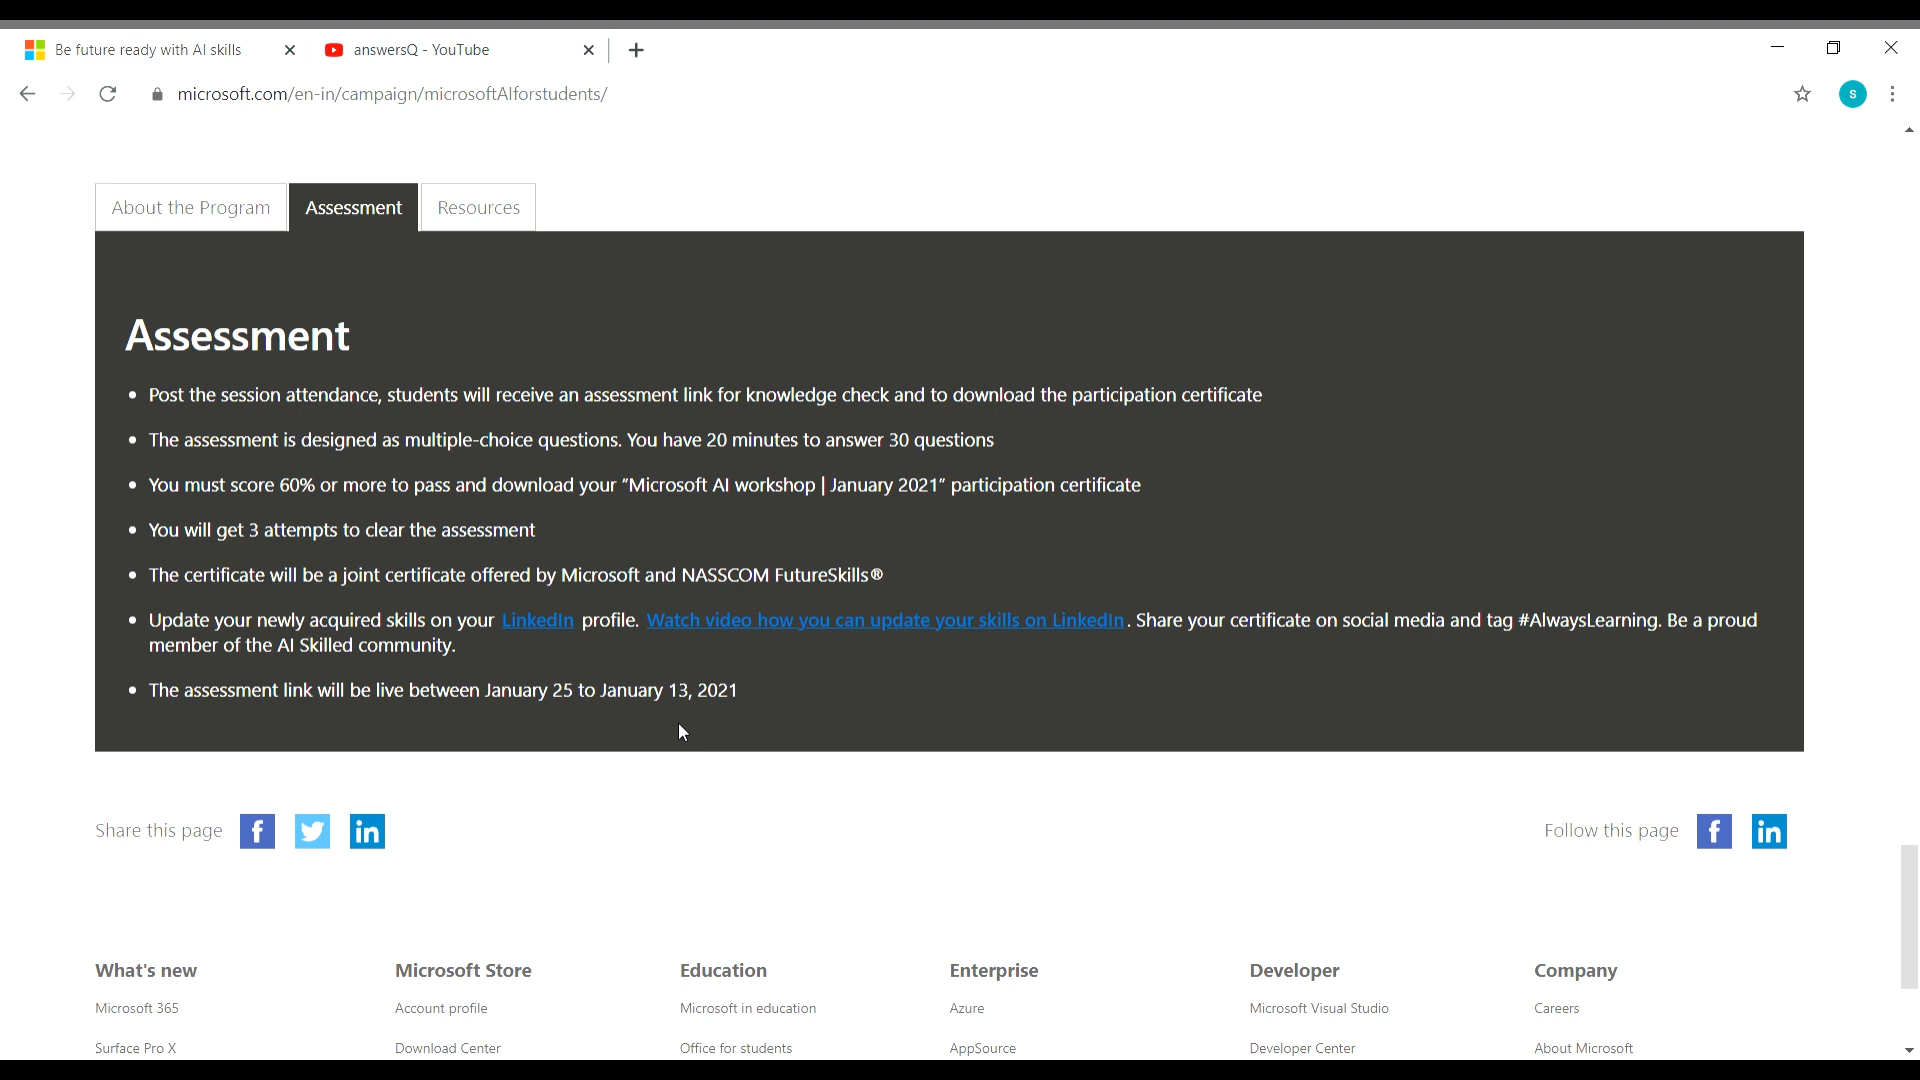 Be future ready with AI skills
answersQ - YouTube
microsoft.com/en-in/campaign/microsoftAIforstudents/
s
About the Program
Assessment
Resources
Assessment
• Post the session attendance, students will receive an assessment link for knowledge check and to download the participation certificate
• The assessment is designed as multiple-choice questions. You have 20 minutes to answer 30 questions
• You must score 60% or more to pass and download your "Microsoft AI workshop | January 2021" participation certificate
• You will get 3 attempts to clear the assessment
• The certificate will be a joint certificate offered by Microsoft and NASSCOM FutureSkills®
• Update your newly acquired skills on your LinkedIn profile. Watch video how you can update your skills on LinkedIn. Share your certificate on social media and tag #AlwaysLearning. Be a proud
member of the AI Skilled community.
• The assessment link will be live between January 25 to January 13, 2021
Share this page
f
in
Follow this page
f
in
What's new
Microsoft Store
Education
Enterprise
Developer
Company
Microsoft 365
Account profile
Microsoft in education
Azure
Microsoft Visual Studio
Careers
Surface Pro X
Download Center
Office for students
AppSource
Developer Center
About Microsoft